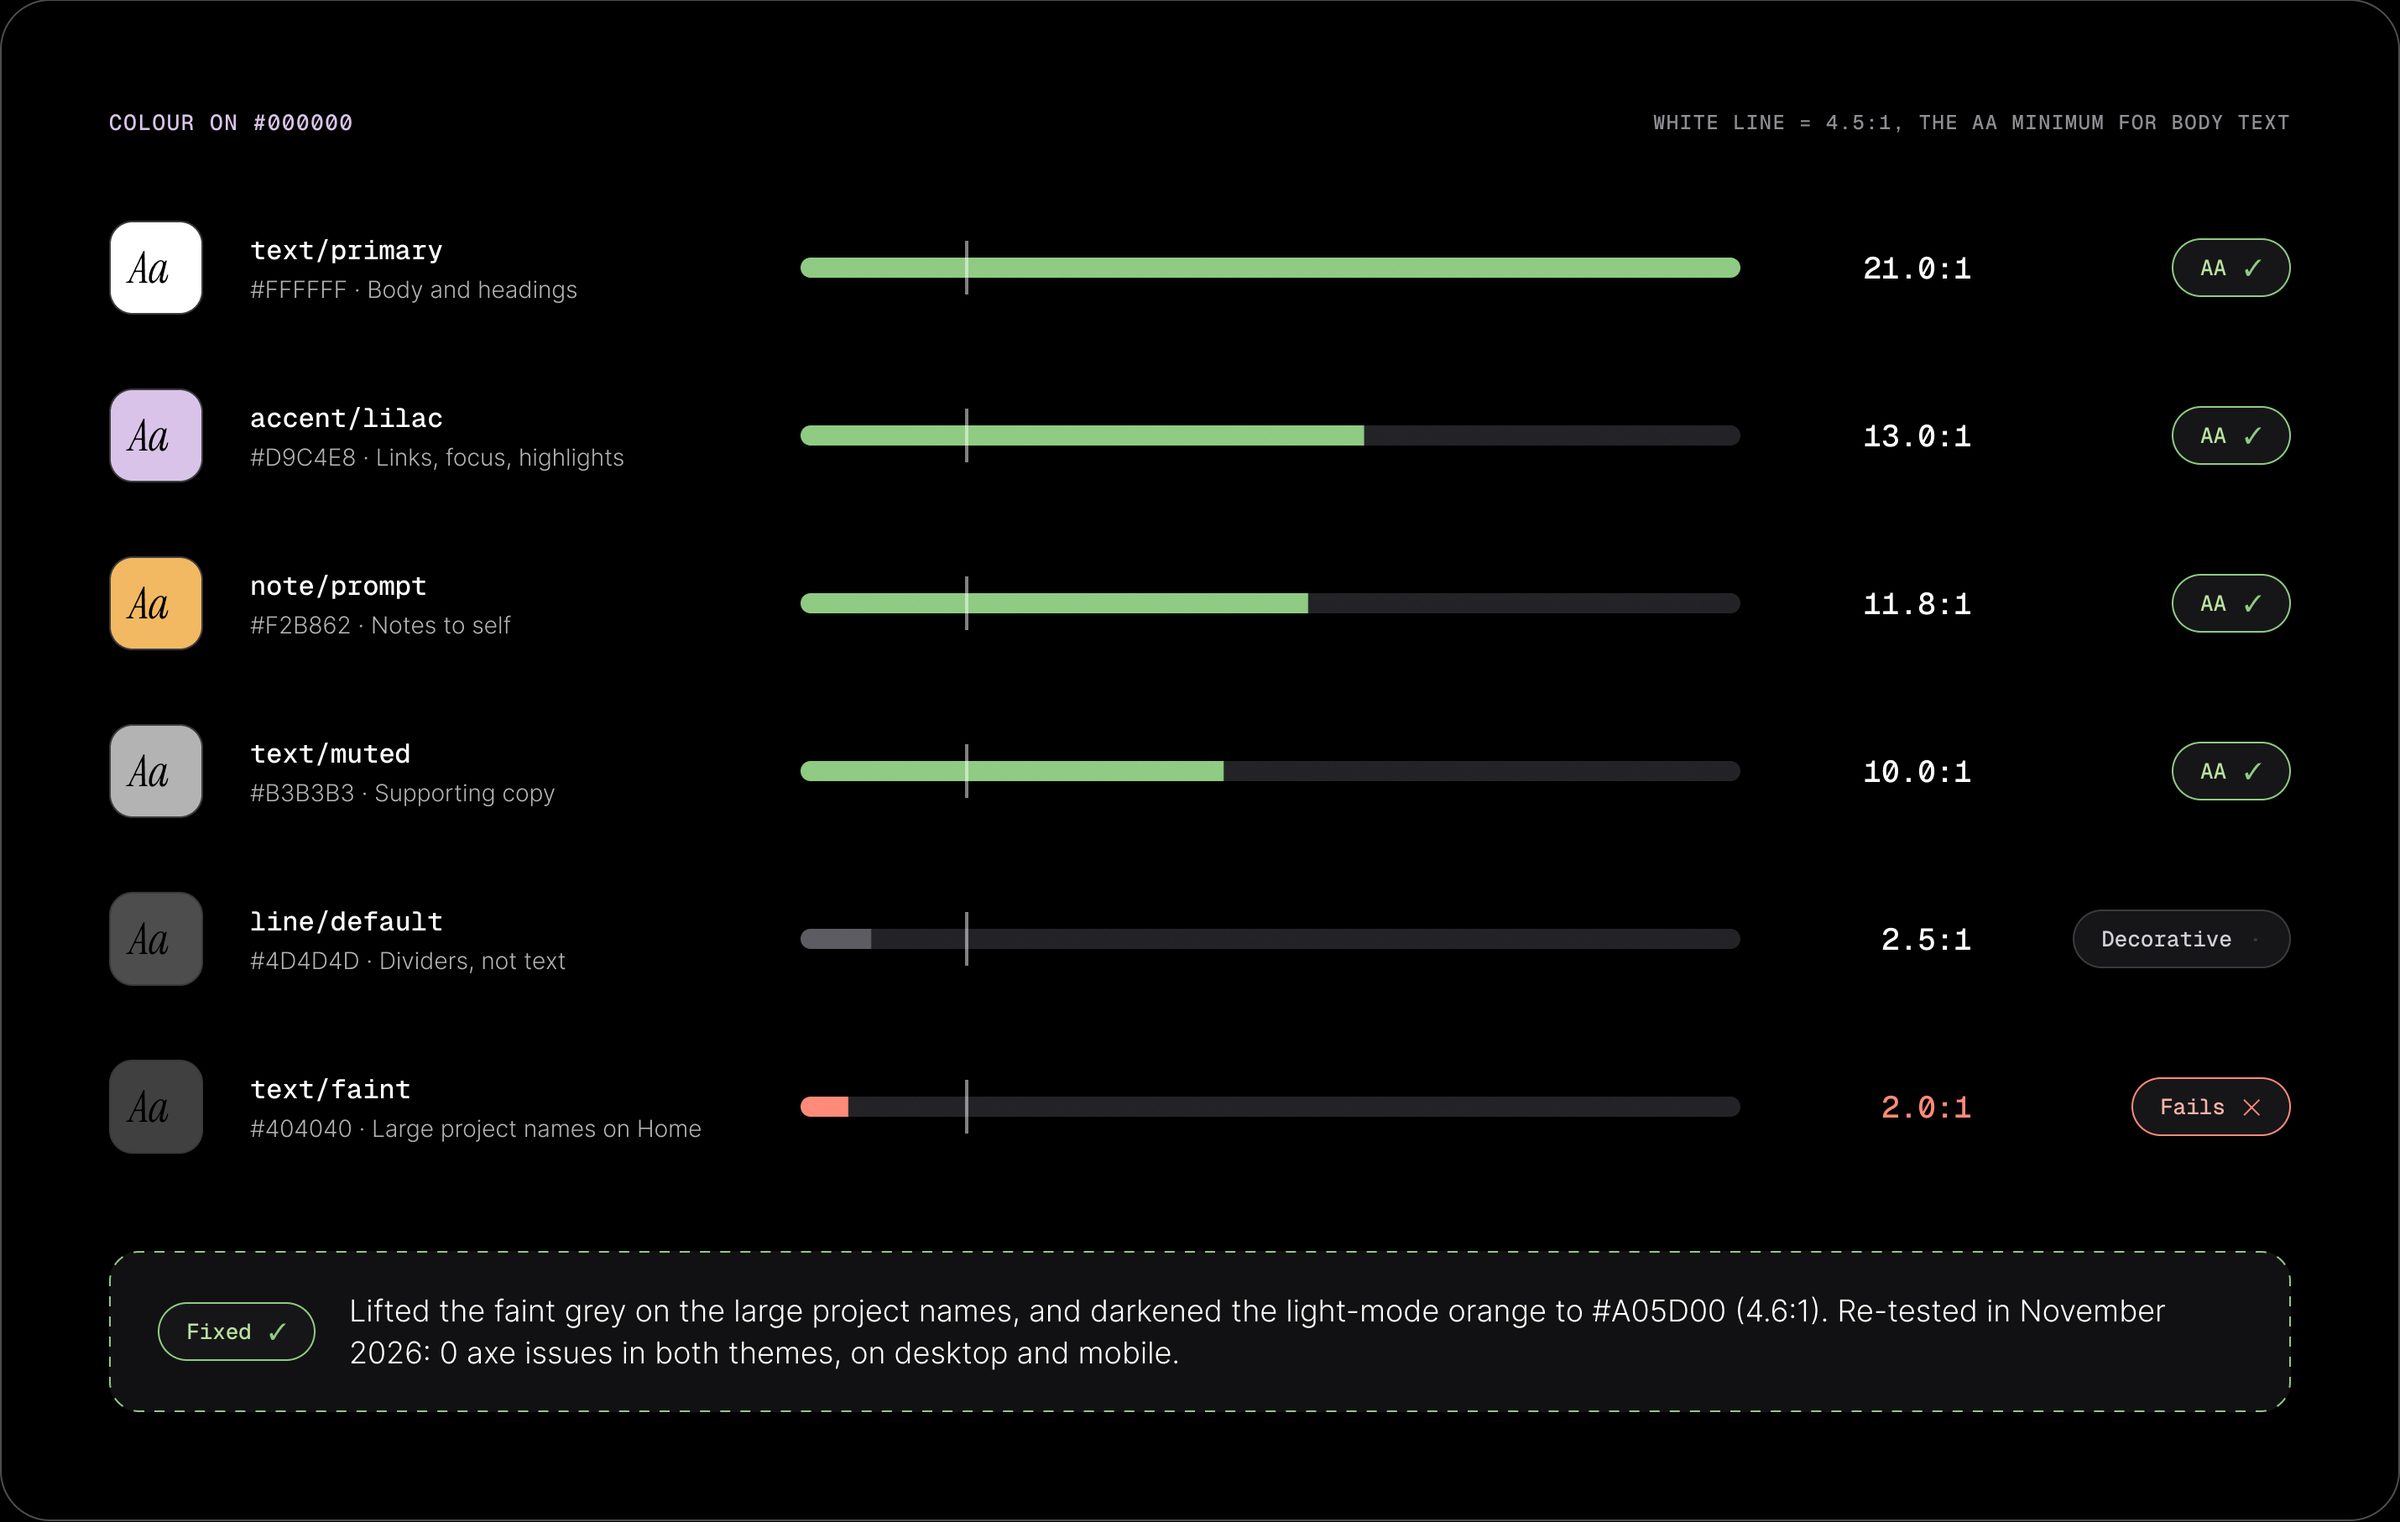 COLOUR ON #000000
WHITE LINE = 4.5:1, THE AA MINIMUM FOR BODY TEXT
Aa
text/primary
#FFFFFF · Body and headings
21.0:1
AA ✓
Aa
accent/lilac
#D9C4E8 · Links, focus, highlights
13.0:1
AA ✓
Aa
note/prompt
#F2B862 · Notes to self
11.8:1
AA ✓
Aa
text/muted
#B3B3B3 · Supporting copy
10.0:1
AA ✓
Aa
line/default
#4D4D4D · Dividers, not text
2.5:1
Decorative ·
Aa
text/faint
#404040 · Large project names on Home
2.0:1
Fails ✕
Fixed ✓
Lifted the faint grey on the large project names, and darkened the light-mode orange to #A05D00 (4.6:1). Re-tested in November
2026: 0 axe issues in both themes, on desktop and mobile.